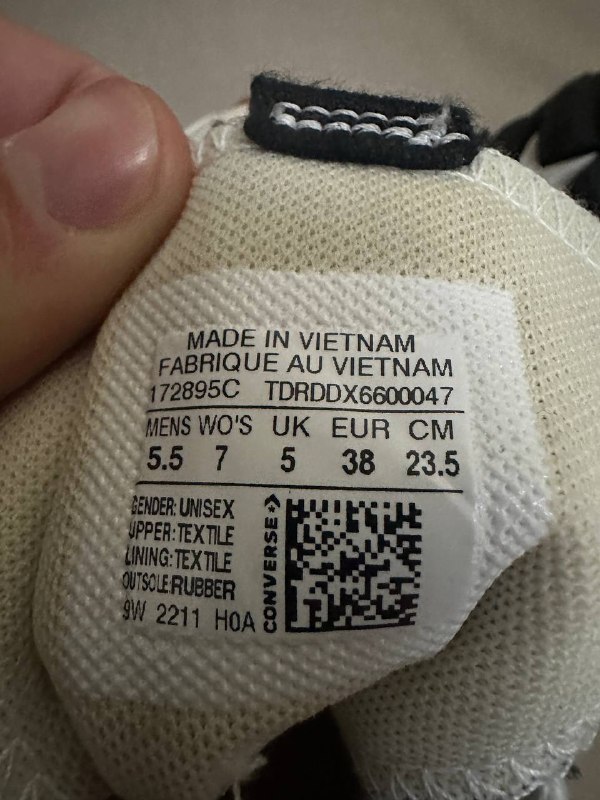 MADE IN VIETNAM
FABRIQUE AU VIETNAM
172895C TDRDDX6600047
MENS WO'S UK EUR CM
5.5 7 5 38 23.5
GENDER: UNISEX
UPPER: TEXTILE
LINING: TEXTILE
OUTSOLE:RUBBER
9W 2211 H0A
CONVERSE